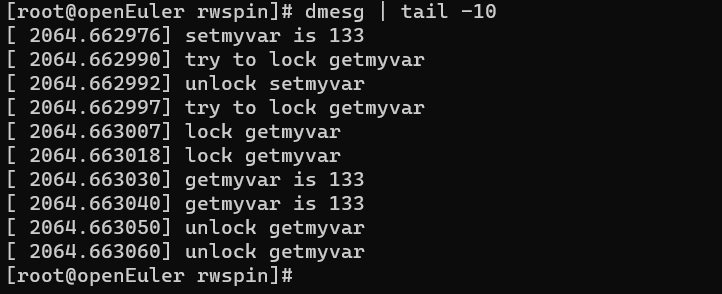 [root@openEuler rwspin]# dmesg | tail -10
[ 2064.662976] setmyvar is 133
[ 2064.662990] try to lock getmyvar
[ 2064.662992] unlock setmyvar
[ 2064.662997] try to lock getmyvar
[ 2064.663007] lock getmyvar
[ 2064.663018] lock getmyvar
[ 2064.663030] getmyvar is 133
[ 2064.663040] getmyvar is 133
[ 2064.663050] unlock getmyvar
[ 2064.663060] unlock getmyvar
[root@openEuler rwspin]#